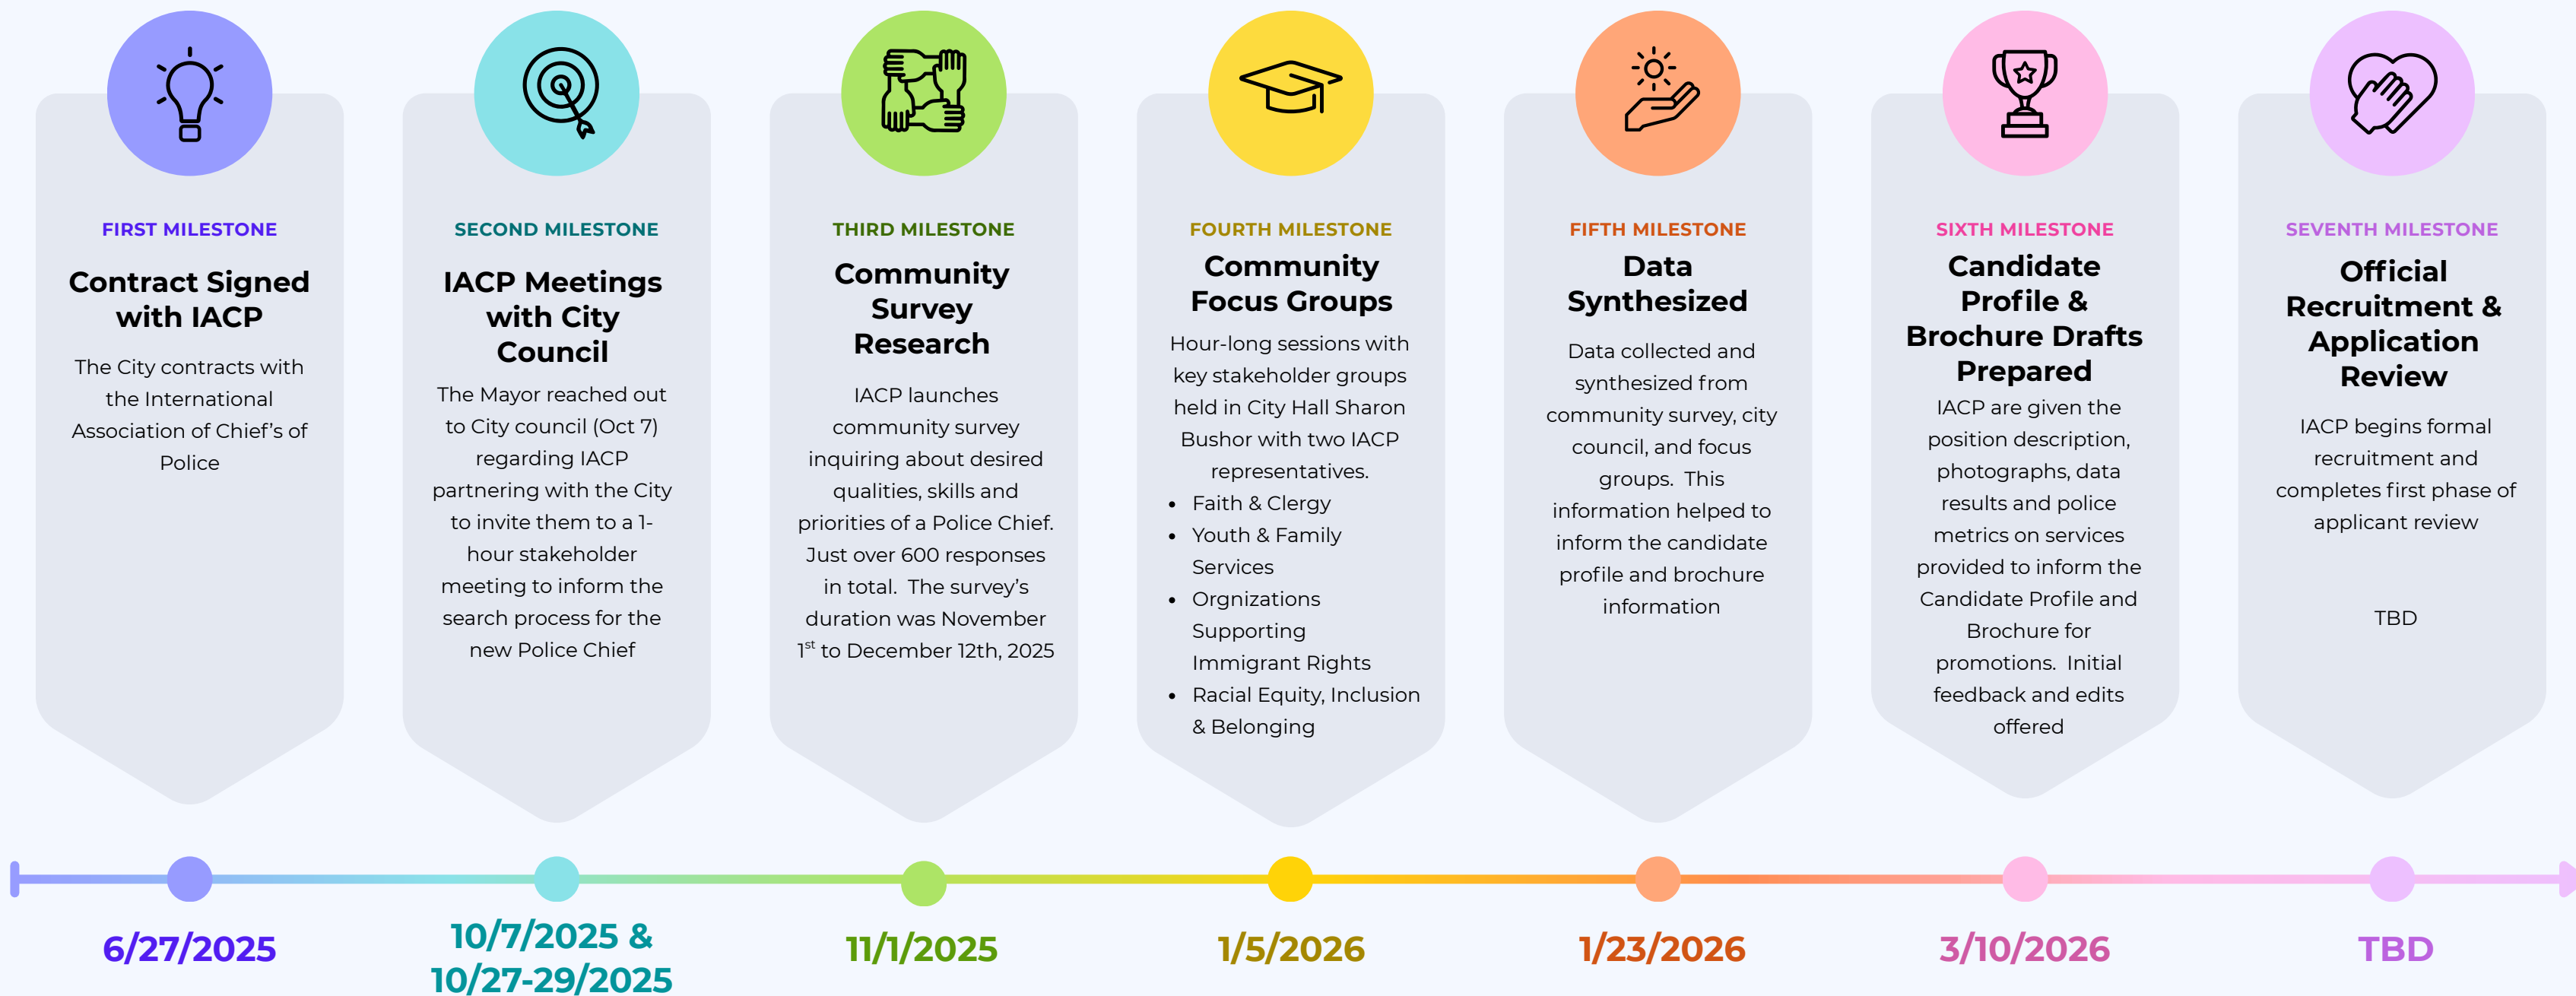 FIRST MILESTONE
Contract Signed
with IACP
The City contracts with
the International
Association of Chief’s of
Police
6/27/2025
SECOND MILESTONE
IACP Meetings
with City
Council
The Mayor reached out
to City council (Oct 7)
regarding IACP
partnering with the City
to invite them to a 1-
hour stakeholder
meeting to inform the
search process for the
new Police Chief
10/7/2025 &
10/27-29/2025
THIRD MILESTONE
Community
Survey
Research
IACP launches
community survey
inquiring about desired
qualities, skills and
priorities of a Police Chief.
Just over 600 responses
in total.  The survey’s
duration was November
1st to December 12th, 2025
11/1/2025
FOURTH MILESTONE
Community
Focus Groups
Hour-long sessions with
key stakeholder groups
held in City Hall Sharon
Bushor with two IACP
representatives.
• Faith & Clergy
• Youth & Family
Services
• Orgnizations
Supporting
Immigrant Rights
• Racial Equity, Inclusion
& Belonging
1/5/2026
FIFTH MILESTONE
Data
Synthesized
Data collected and
synthesized from
community survey, city
council, and focus
groups.  This
information helped to
inform the candidate
profile and brochure
information
1/23/2026
SIXTH MILESTONE
Candidate
Profile &
Brochure Drafts
Prepared
IACP are given the
position description,
photographs, data
results and police
metrics on services
provided to inform the
Candidate Profile and
Brochure for
promotions.  Initial
feedback and edits
offered
3/10/2026
SEVENTH MILESTONE
Official
Recruitment &
Application
Review
IACP begins formal
recruitment and
completes first phase of
applicant review
TBD
TBD